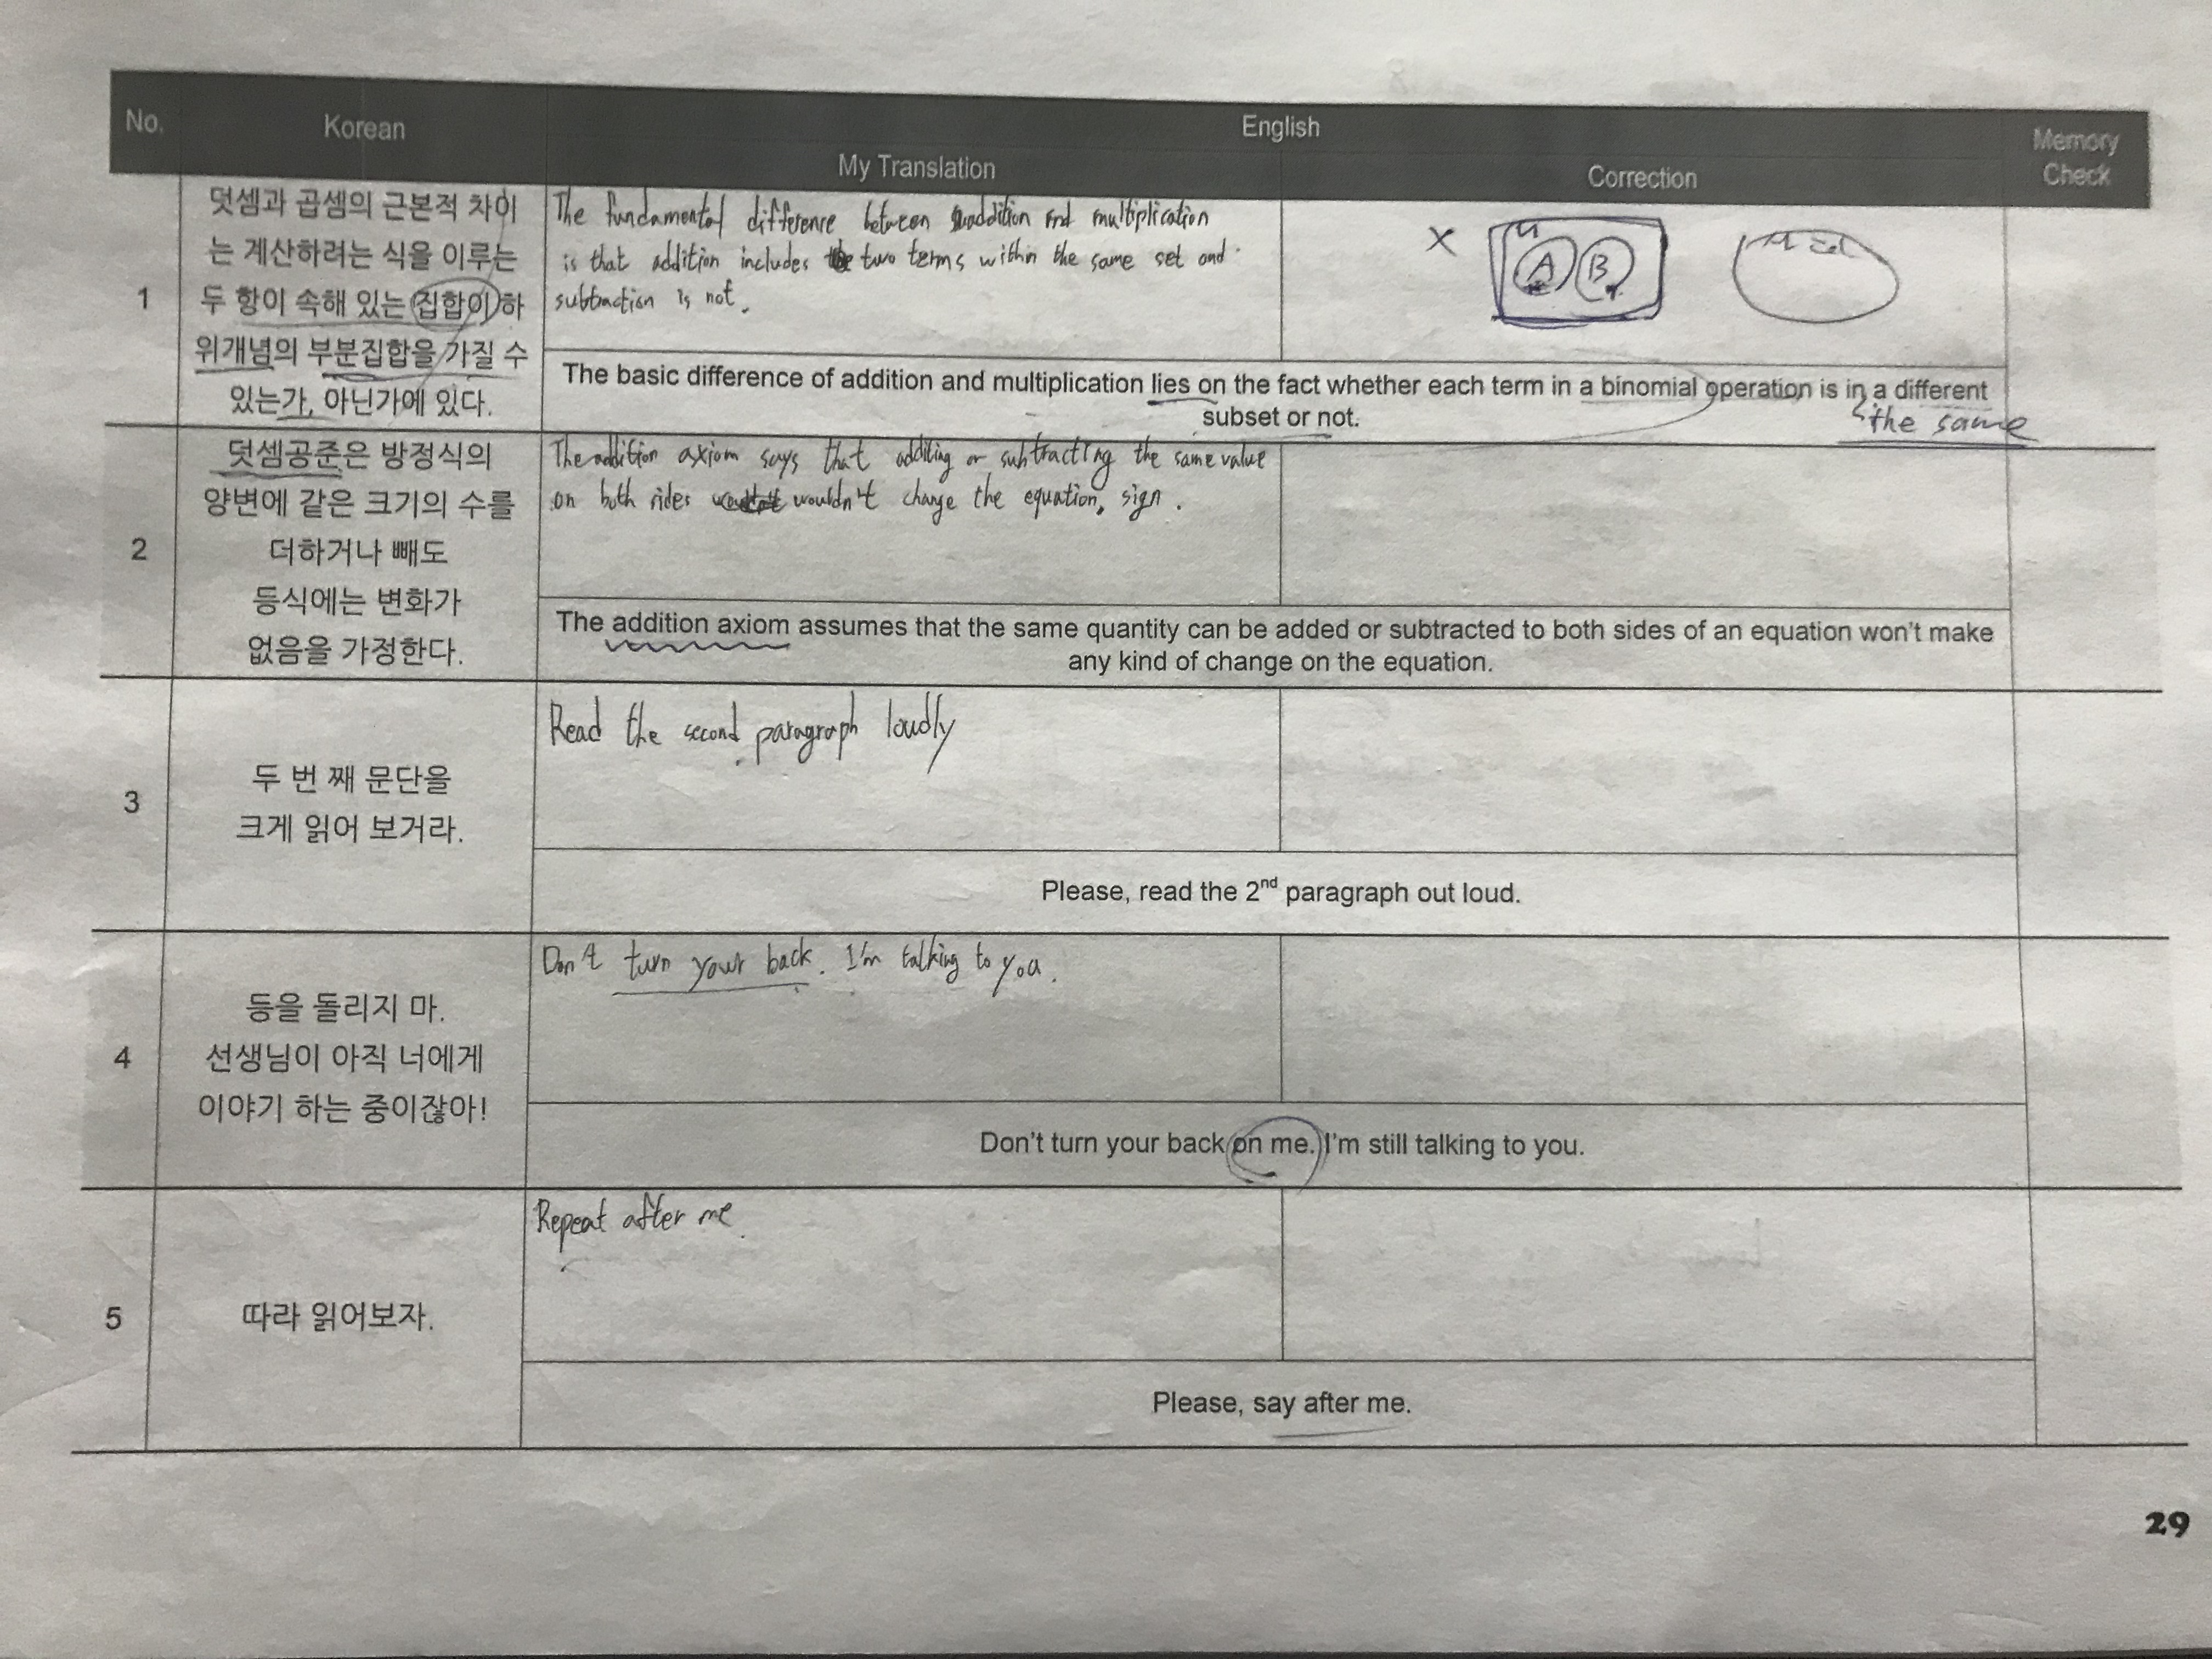 No.
Korean
English
My Translation
Correction
Memory
Check
1
덧셈과 곱셈의 근본적 차이
는 계산하려는 식을 이루는
두 항이 속해 있는 집합이 하
위개념의 부분집합을 가질 수
있는가, 아닌가에 있다.
The fundamental difference between addition and multiplication
is that addition includes two terms within the same set and
subtraction is not.
X
U
A B
The basic difference of addition and multiplication lies on the fact whether each term in a binomial operation is in a different
subset or not.
the same
2
덧셈공준은 방정식의
양변에 같은 크기의 수를
더하거나 빼도
등식에는 변화가
없음을 가정한다.
The addition axiom says that adding or subtracting the same value
on both sides wouldn't change the equation, sign.
The addition axiom assumes that the same quantity can be added or subtracted to both sides of an equation won't make
any kind of change on the equation.
3
두 번 째 문단을
크게 읽어 보거라.
Read the second paragraph loudly
Please, read the 2nd paragraph out loud.
4
등을 돌리지 마.
선생님이 아직 너에게
이야기 하는 중이잖아!
Don't turn your back. I'm talking to you.
Don't turn your back on me. I'm still talking to you.
5
따라 읽어보자.
Repeat after me.
Please, say after me.
29